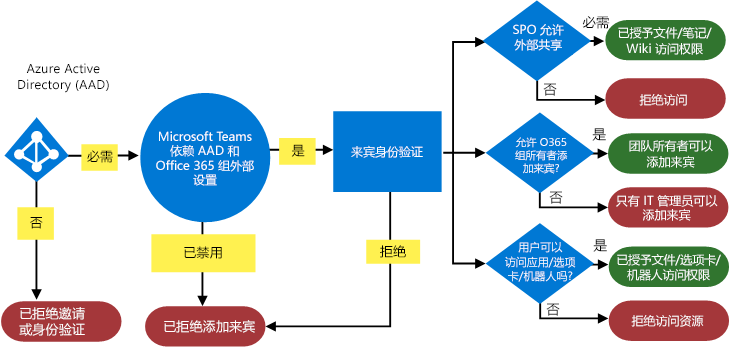 Azure Active
Directory (AAD)
必需
否
已拒绝邀请
或身份验证
Microsoft Teams
依赖 AAD 和
Office 365 组外部
设置
是
已禁用
已拒绝添加来宾
来宾身份验证
拒绝
SPO 允许
外部共享
必需
已授予文件/笔记/
Wiki 访问权限
否
拒绝访问
允许 O365
组所有者添
加来宾?
是
团队所有者可以
添加来宾
否
只有 IT 管理员可以
添加来宾
用户可以
访问应用/选项
卡/机器人吗?
是
已授予文件/选项卡/
机器人访问权限
否
拒绝访问资源